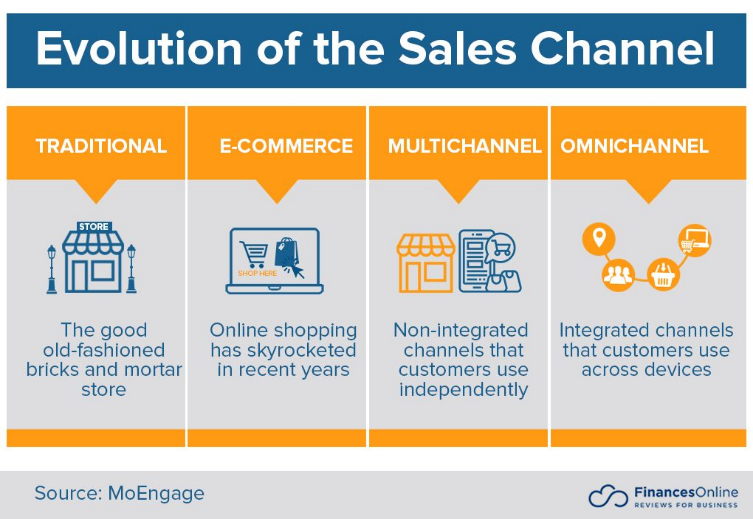 Evolution of the Sales Channel
TRADITIONAL
STORE
The good
old-fashioned
bricks and mortar
store
E-COMMERCE
SHOP HERE
Online shopping
has skyrocketed
in recent years
MULTICHANNEL
Non-integrated
channels that
customers use
independently
OMNICHANNEL
Integrated channels
that customers use
across devices
Source: MoEngage
FinancesOnline
REVIEWS FOR BUSINESS